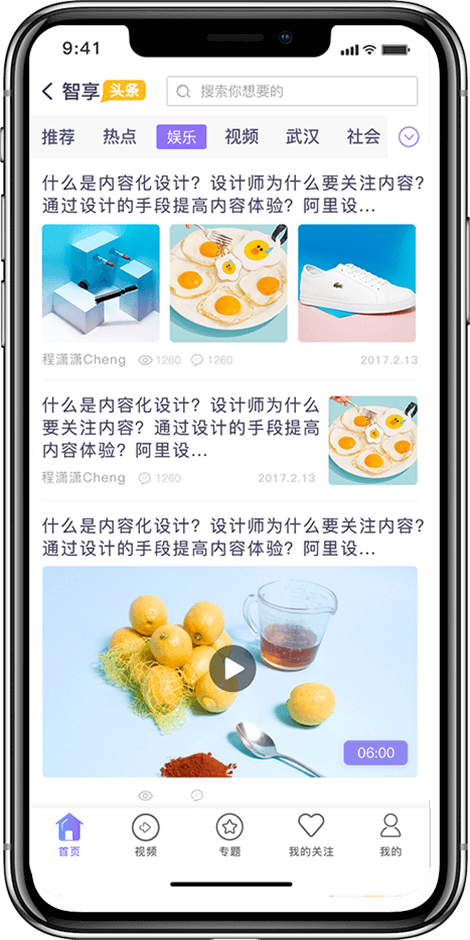 9:41
智享 头条
搜索你想要的
推荐 热点 娱乐 视频 武汉 社会
什么是内容化设计？设计师为什么要关注内容？
通过设计的手段提高内容体验？阿里设...
程潇潇Cheng 1260 1260 2017.2.13
什么是内容化设计？设计师为什么
要关注内容？通过设计的手段提高
内容体验？阿里设...
程潇潇Cheng 1260 2017.2.13
什么是内容化设计？设计师为什么要关注内容？
通过设计的手段提高内容体验？阿里设...
06:00
首页 视频 专题 我的关注 我的